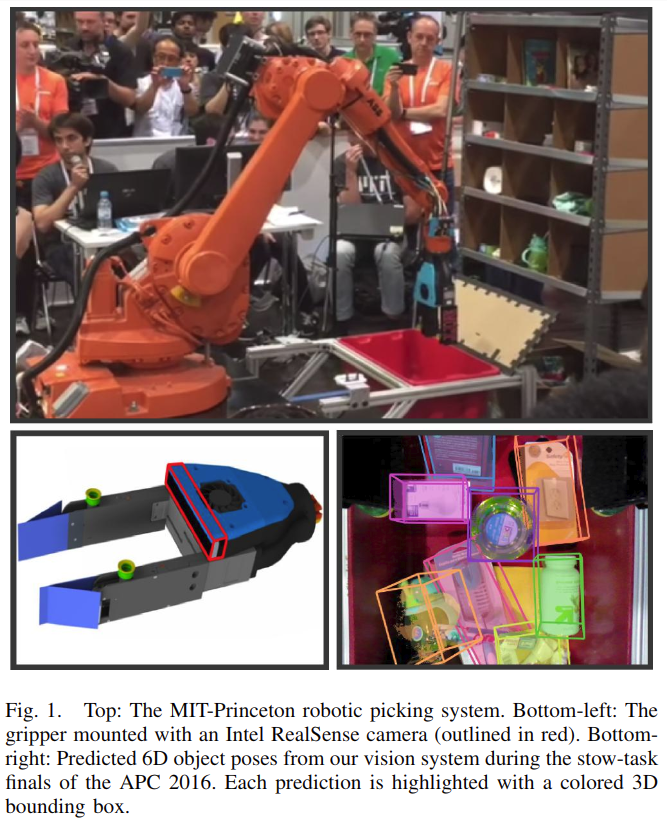 ABB
MIT
Fig. 1. Top: The MIT-Princeton robotic picking system. Bottom-left: The
gripper mounted with an Intel RealSense camera (outlined in red). Bottom-
right: Predicted 6D object poses from our vision system during the stow-task
finals of the APC 2016. Each prediction is highlighted with a colored 3D
bounding box.